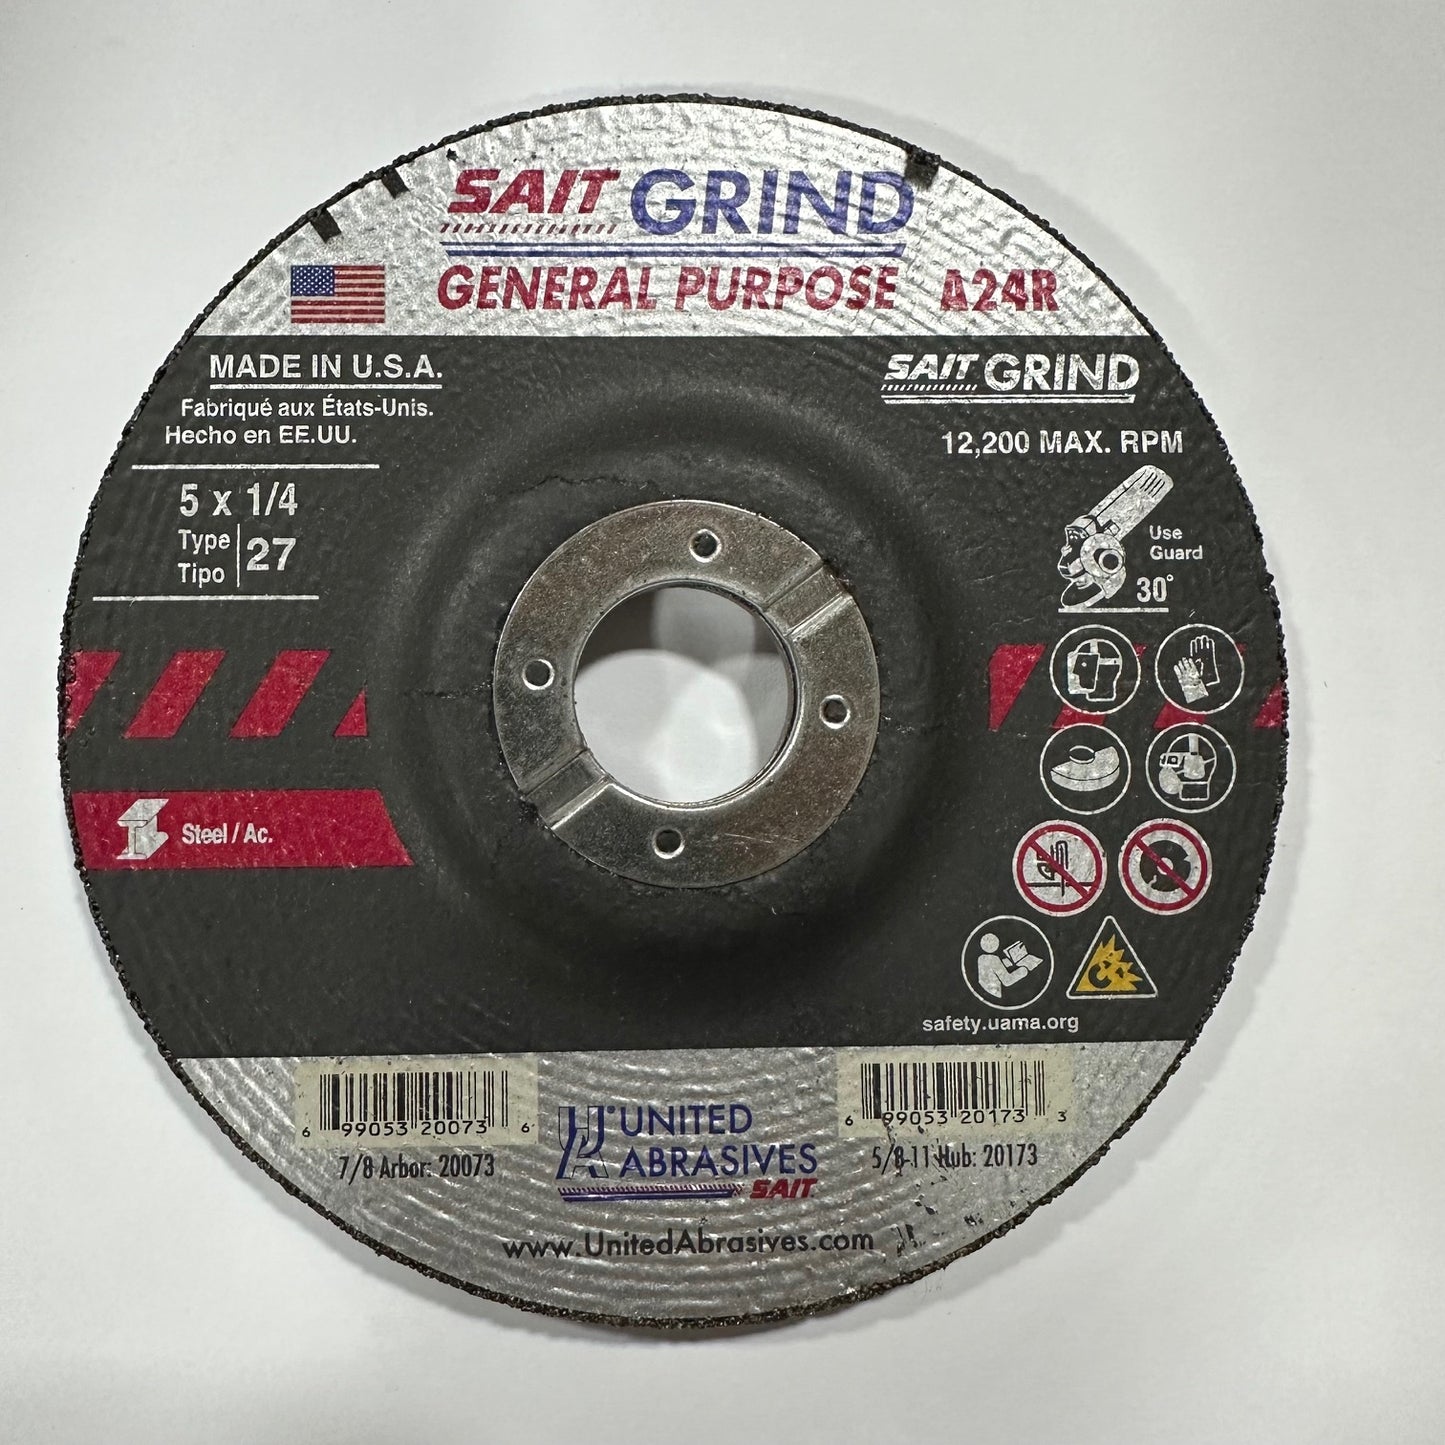 SAIT GRIND
GENERAL PURPOSE A24R
MADE IN U.S.A.
Fabriqué aux États-Unis.
Hecho en EE.UU.
5 x 1/4
Type
Tipo
27
SAIT GRIND
12,200 MAX. RPM
Use
Guard
30°
Steel / Ac.
safety.uama.org
6 99053 20073 6
7/8 Arbor: 20073
UNITED
ABRASIVES
SAIT
6 99053 20173 3
5/8-11 Hub: 20173
www.UnitedAbrasives.com